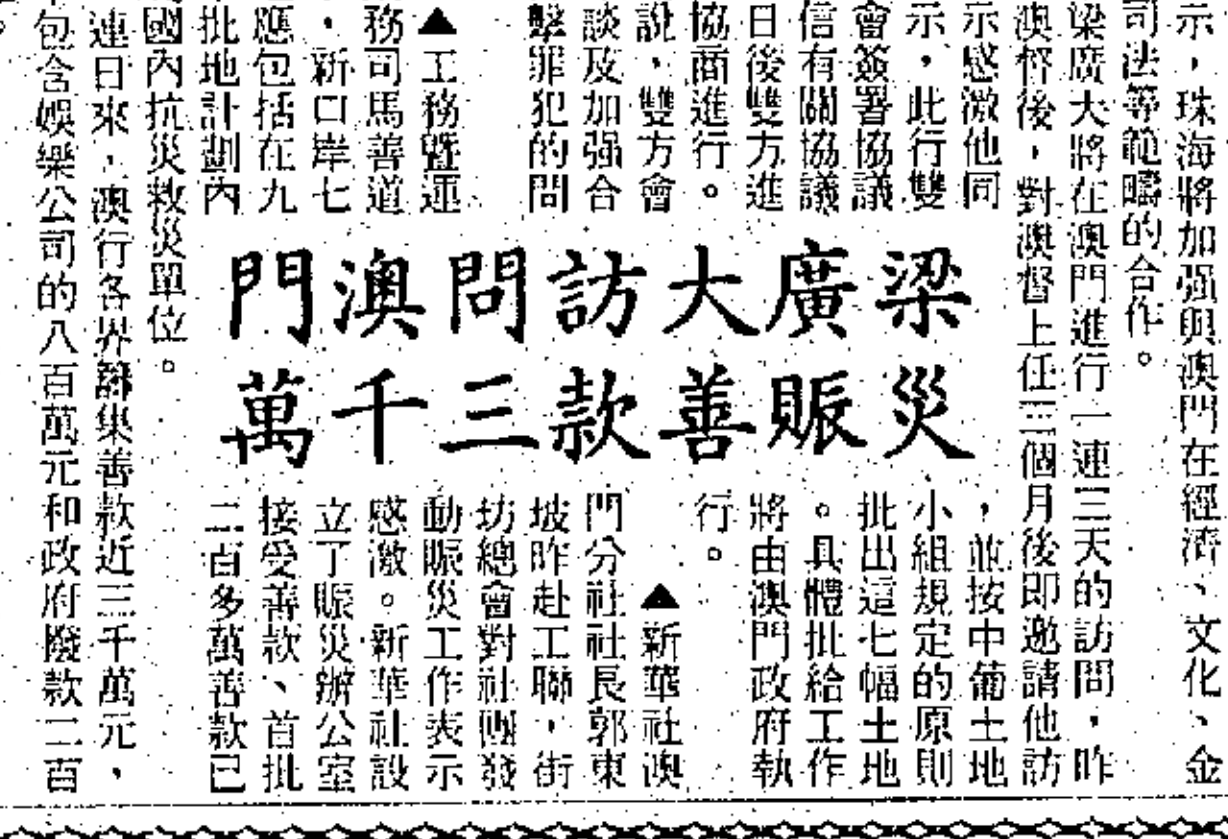 示，珠海將加强與澳門在經濟、文化、金
司法等範疇的合作。
梁廣大將在澳門進行一連三天的訪問，昨
澳督後，對澳督上任三個月後即邀請他訪
示感激他同
示，此行雙
會簽署協議
信有關協議
日後雙方進
協商進行。
說，雙方會
談及加强合
擊罪犯的問
梁廣大訪問澳門
災賑善款三千萬
▲工務暨運
務司馬善道
，新口岸七
應包括在九
批地計劃內
，並按中葡土地
小組規定的原則
批出這七幅土地
。具體批給工作
將由澳門政府執
行。
▲新華社澳
門分社社長郭東
坡昨赴工聯，街
坊總會對社團發
動賑災工作表示
感激。新華社設
立了賑災辦公室
接受善款、首批
二百多萬善款已
國內抗災救災單位。
連日來，澳行各界籌集善款近三千萬元，
包含娛樂公司的八百萬元和政府撥款二百